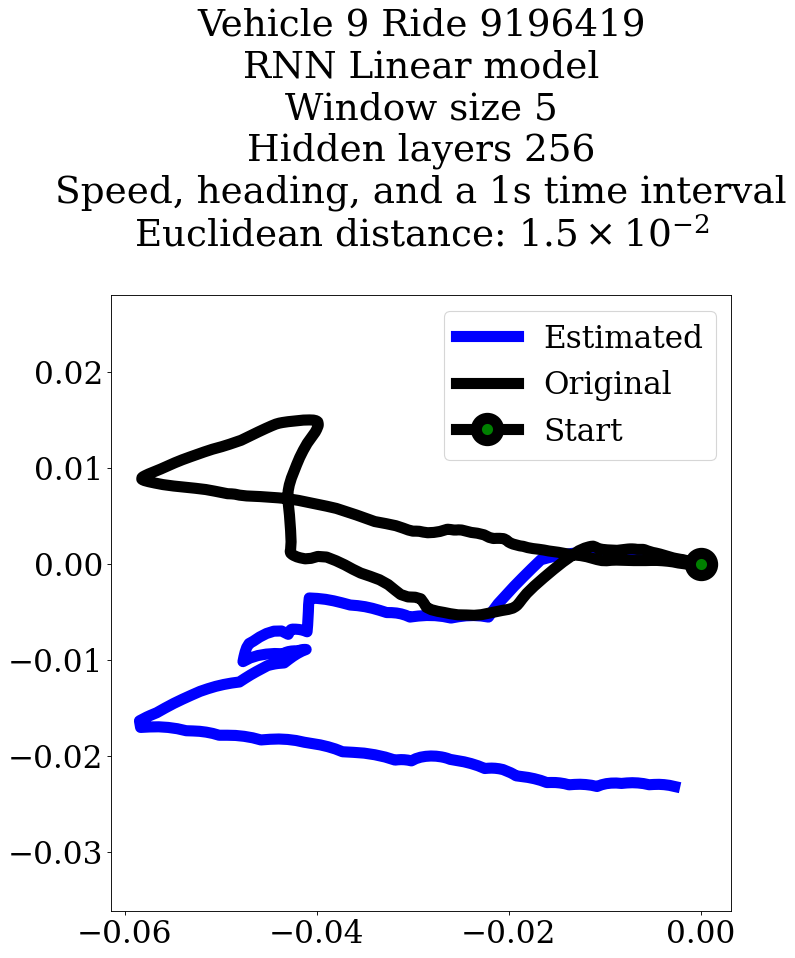 Vehicle 9 Ride 9196419
RNN Linear model
Window size 5
Hidden layers 256
Speed, heading, and a 1s time interval
Euclidean distance: 1.5 × 10⁻²
Estimated
Original
Start
0.02
0.01
0.00
−0.01
−0.02
−0.03
−0.06
−0.04
−0.02
0.00